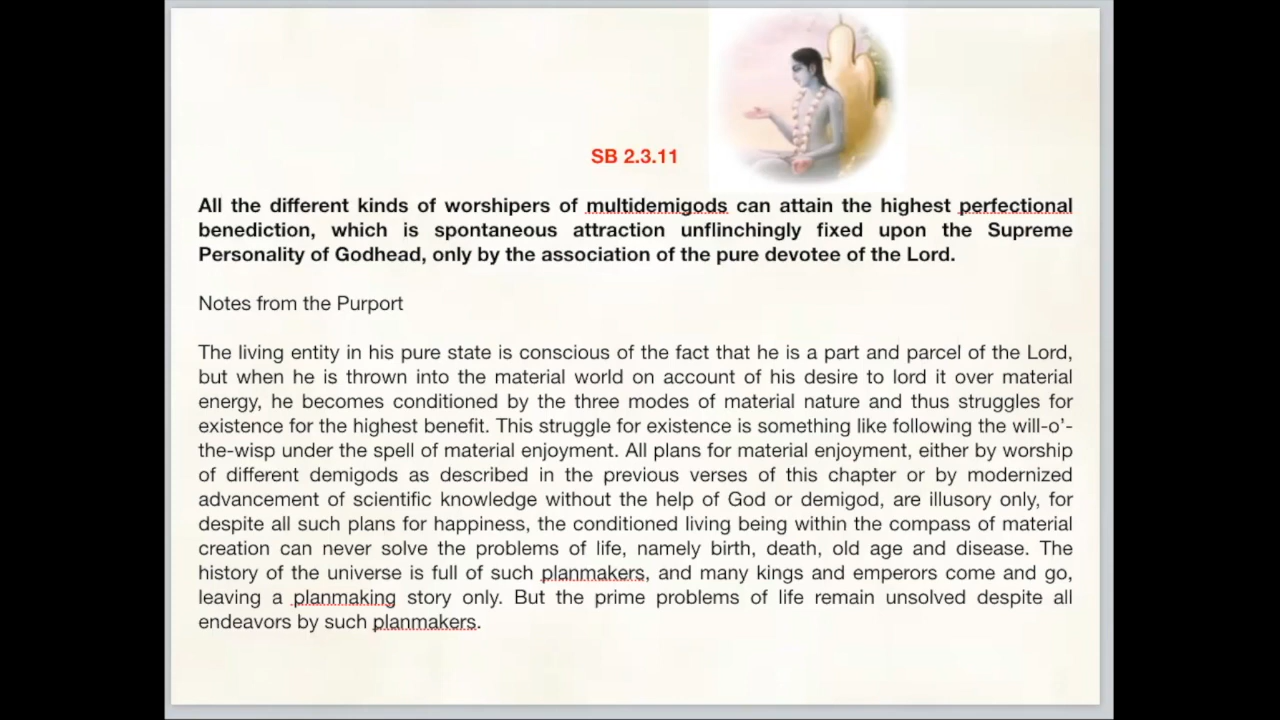 SB 2.3.11
All the different kinds of worshipers of multidemigods can attain the highest perfectional
benediction, which is spontaneous attraction unflinchingly fixed upon the Supreme
Personality of Godhead, only by the association of the pure devotee of the Lord.
Notes from the Purport
The living entity in his pure state is conscious of the fact that he is a part and parcel of the Lord,
but when he is thrown into the material world on account of his desire to lord it over material
energy, he becomes conditioned by the three modes of material nature and thus struggles for
existence for the highest benefit. This struggle for existence is something like following the will-o’-
the-wisp under the spell of material enjoyment. All plans for material enjoyment, either by worship
of different demigods as described in the previous verses of this chapter or by modernized
advancement of scientific knowledge without the help of God or demigod, are illusory only, for
despite all such plans for happiness, the conditioned living being within the compass of material
creation can never solve the problems of life, namely birth, death, old age and disease. The
history of the universe is full of such planmakers, and many kings and emperors come and go,
leaving a planmaking story only. But the prime problems of life remain unsolved despite all
endeavors by such planmakers.